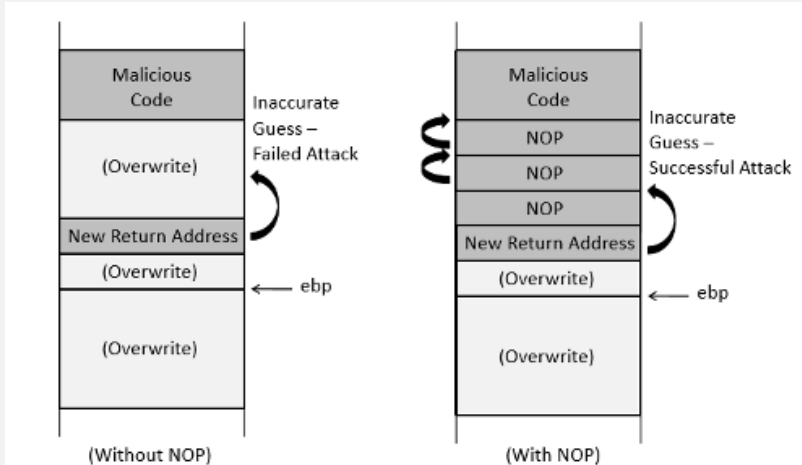 Malicious
Code
Inaccurate
Guess –
Failed Attack
(Overwrite)
New Return Address
(Overwrite)
ebp
(Overwrite)
(Without NOP)
Malicious
Code
Inaccurate
Guess –
Successful Attack
NOP
NOP
NOP
New Return Address
(Overwrite)
ebp
(Overwrite)
(With NOP)